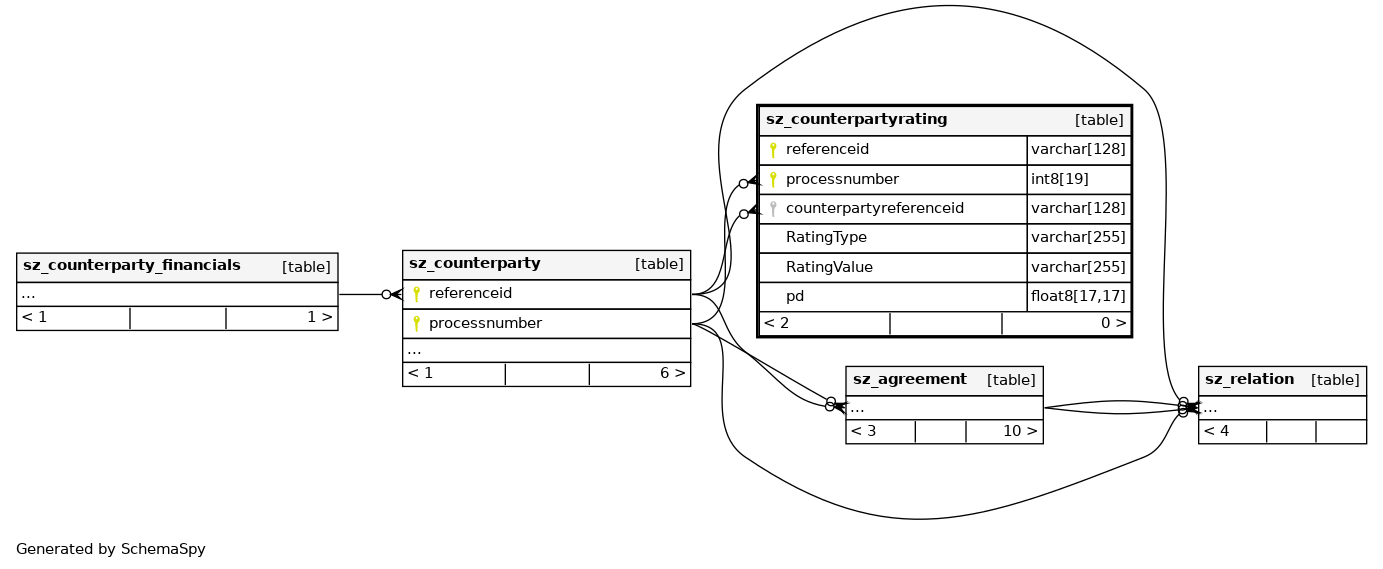 sz_counterpartyrating [table]
referenceid varchar[128]
processnumber int8[19]
counterpartyreferenceid varchar[128]
RatingType varchar[255]
RatingValue varchar[255]
pd float8[17,17]
< 2 0 >
sz_counterparty_financials [table]
...
< 1 1 >
sz_counterparty [table]
referenceid
processnumber
...
< 1 6 >
sz_agreement [table]
...
< 3 10 >
sz_relation [table]
...
< 4
Generated by SchemaSpy